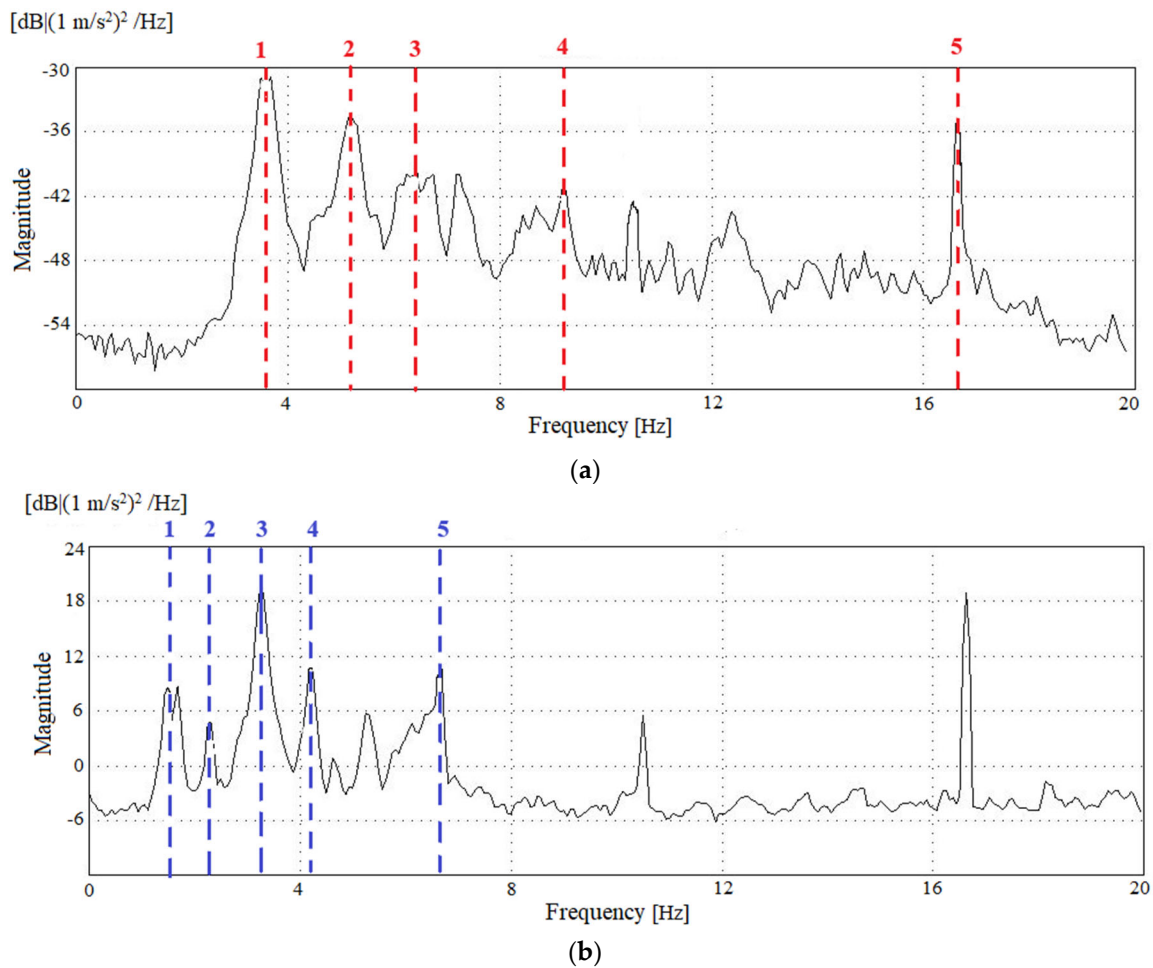 [dB|(1 m/s²)² /Hz]
1 2 3 4 5
-30
-36
-42
-48
-54
Magnitude
0 4 8 12 16 20
Frequency [Hz]
(a)
[dB|(1 m/s²)² /Hz]
1 2 3 4 5
24
18
12
6
0
-6
Magnitude
0 4 8 12 16 20
Frequency [Hz]
(b)